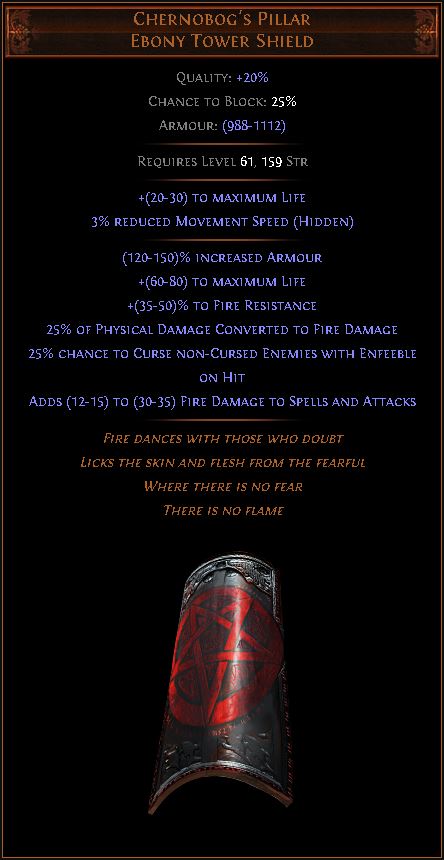 Chernobog's Pillar
Ebony Tower Shield
Quality: +20%
Chance to Block: 25%
Armour: (988-1112)
Requires Level 61, 159 Str
+(20-30) to maximum Life
3% reduced Movement Speed (Hidden)
(120-150)% increased Armour
+(60-80) to maximum Life
+(35-50)% to Fire Resistance
25% of Physical Damage Converted to Fire Damage
25% chance to Curse non-Cursed Enemies with Enfeeble
on Hit
Adds (12-15) to (30-35) Fire Damage to Spells and Attacks
Fire dances with those who doubt
Licks the skin and flesh from the fearful
Where there is no fear
There is no flame